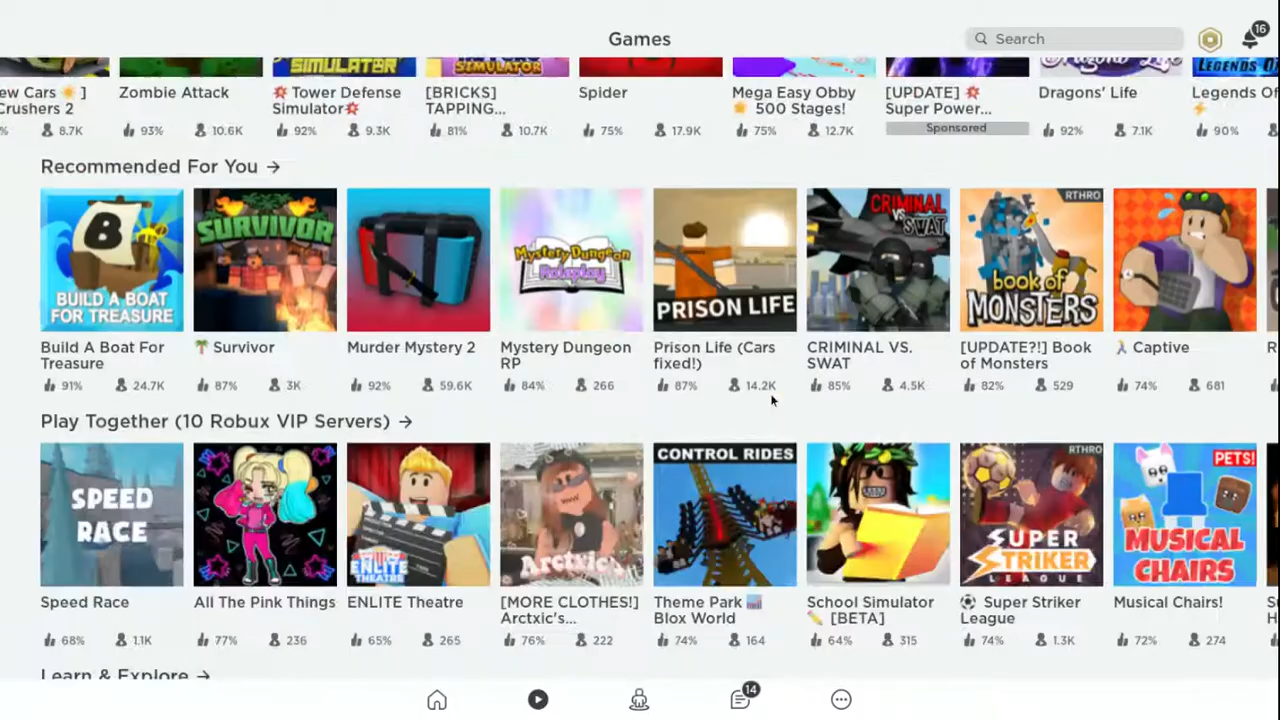 Games
Search
16
SIMULATOR
SIMULATOR
Dragons' Life
LEGENDS O
ew Cars ☀️ ]
Crushers 2
Zombie Attack
💥 Tower Defense
Simulator💥
[BRICKS]
TAPPING...
Spider
Mega Easy Obby
⭐ 500 Stages!
[UPDATE] 💥
Super Power...
Sponsored
Dragons' Life
Legends Of
⚡
%
8.7K
93%
10.6K
92%
9.3K
81%
10.7K
75%
17.9K
75%
12.7K
92%
7.1K
90%
Recommended For You →
B
BUILD A BOAT
FOR TREASURE
SURVIVOR
Mystery Dungeon
Roleplay
PRISON LIFE
CRIMINAL
VS
SWAT
RTHRO
book of
MONSTERS
Build A Boat For
Treasure
🌴 Survivor
Murder Mystery 2
Mystery Dungeon
RP
Prison Life (Cars
fixed!)
CRIMINAL VS.
SWAT
[UPDATE?!] Book
of Monsters
🚶 Captive
R
91%
24.7K
87%
3K
92%
59.6K
84%
266
87%
14.2K
85%
4.5K
82%
529
74%
681
Play Together (10 Robux VIP Servers) →
SPEED
RACE
ENLITE
THEATRE
Arctxic's
CONTROL RIDES
RTHRO
SUPER
STRIKER
LEAGUE
PETS!
MUSICAL
CHAIRS!
Speed Race
All The Pink Things
ENLITE Theatre
[MORE CLOTHES!]
Arctxic's...
Theme Park 🎢
Blox World
School Simulator
✏️ [BETA]
⚽ Super Striker
League
Musical Chairs!
S
H
68%
1.1K
77%
236
65%
265
76%
222
74%
164
64%
315
74%
1.3K
72%
274
Learn & Explore →
14